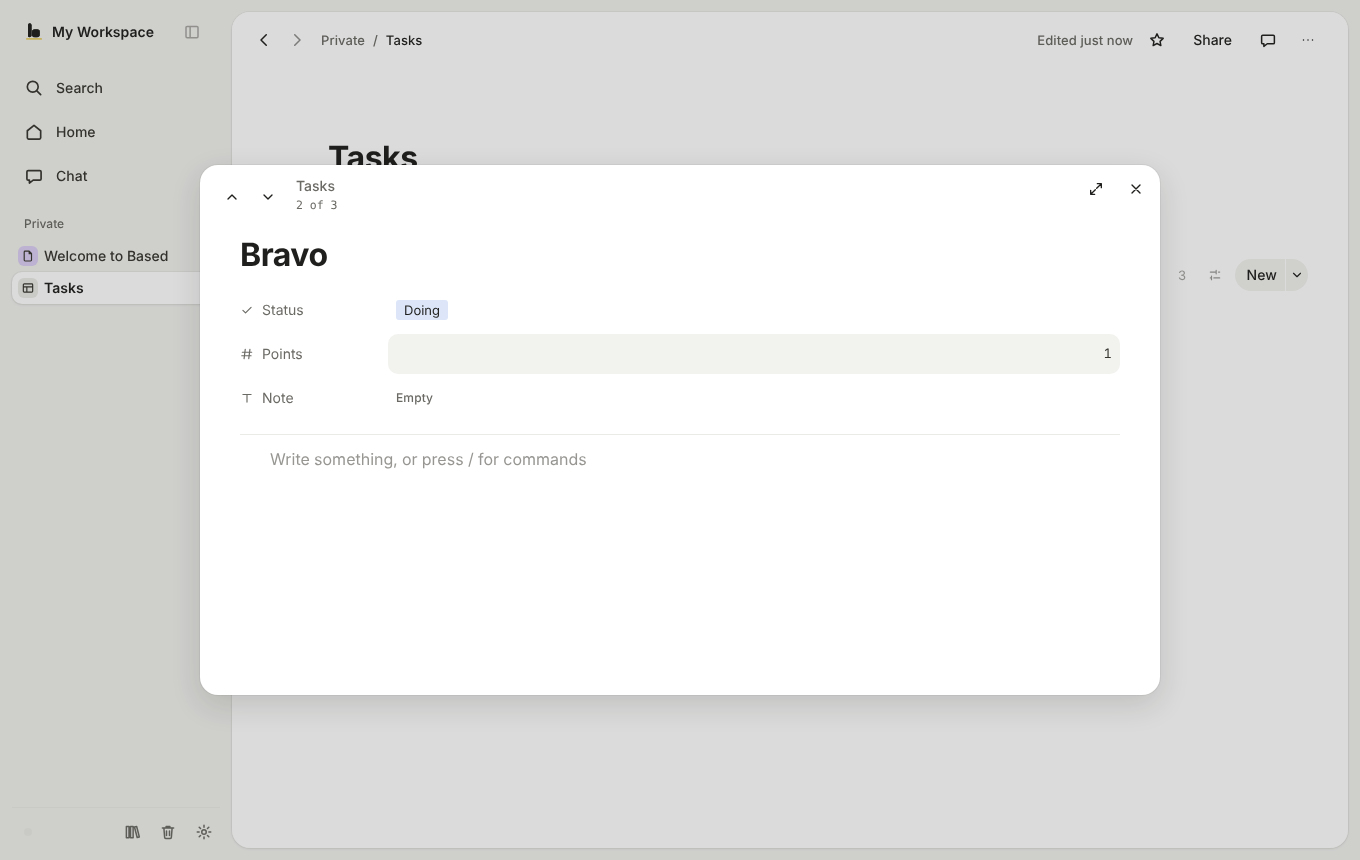 My Workspace
Search
Home
Chat
Private
Welcome to Based
Tasks
Private / Tasks
Edited just now
Share
Tasks
3
New
Tasks
2 of 3
Bravo
Status
Doing
Points
1
Note
Empty
Write something, or press / for commands